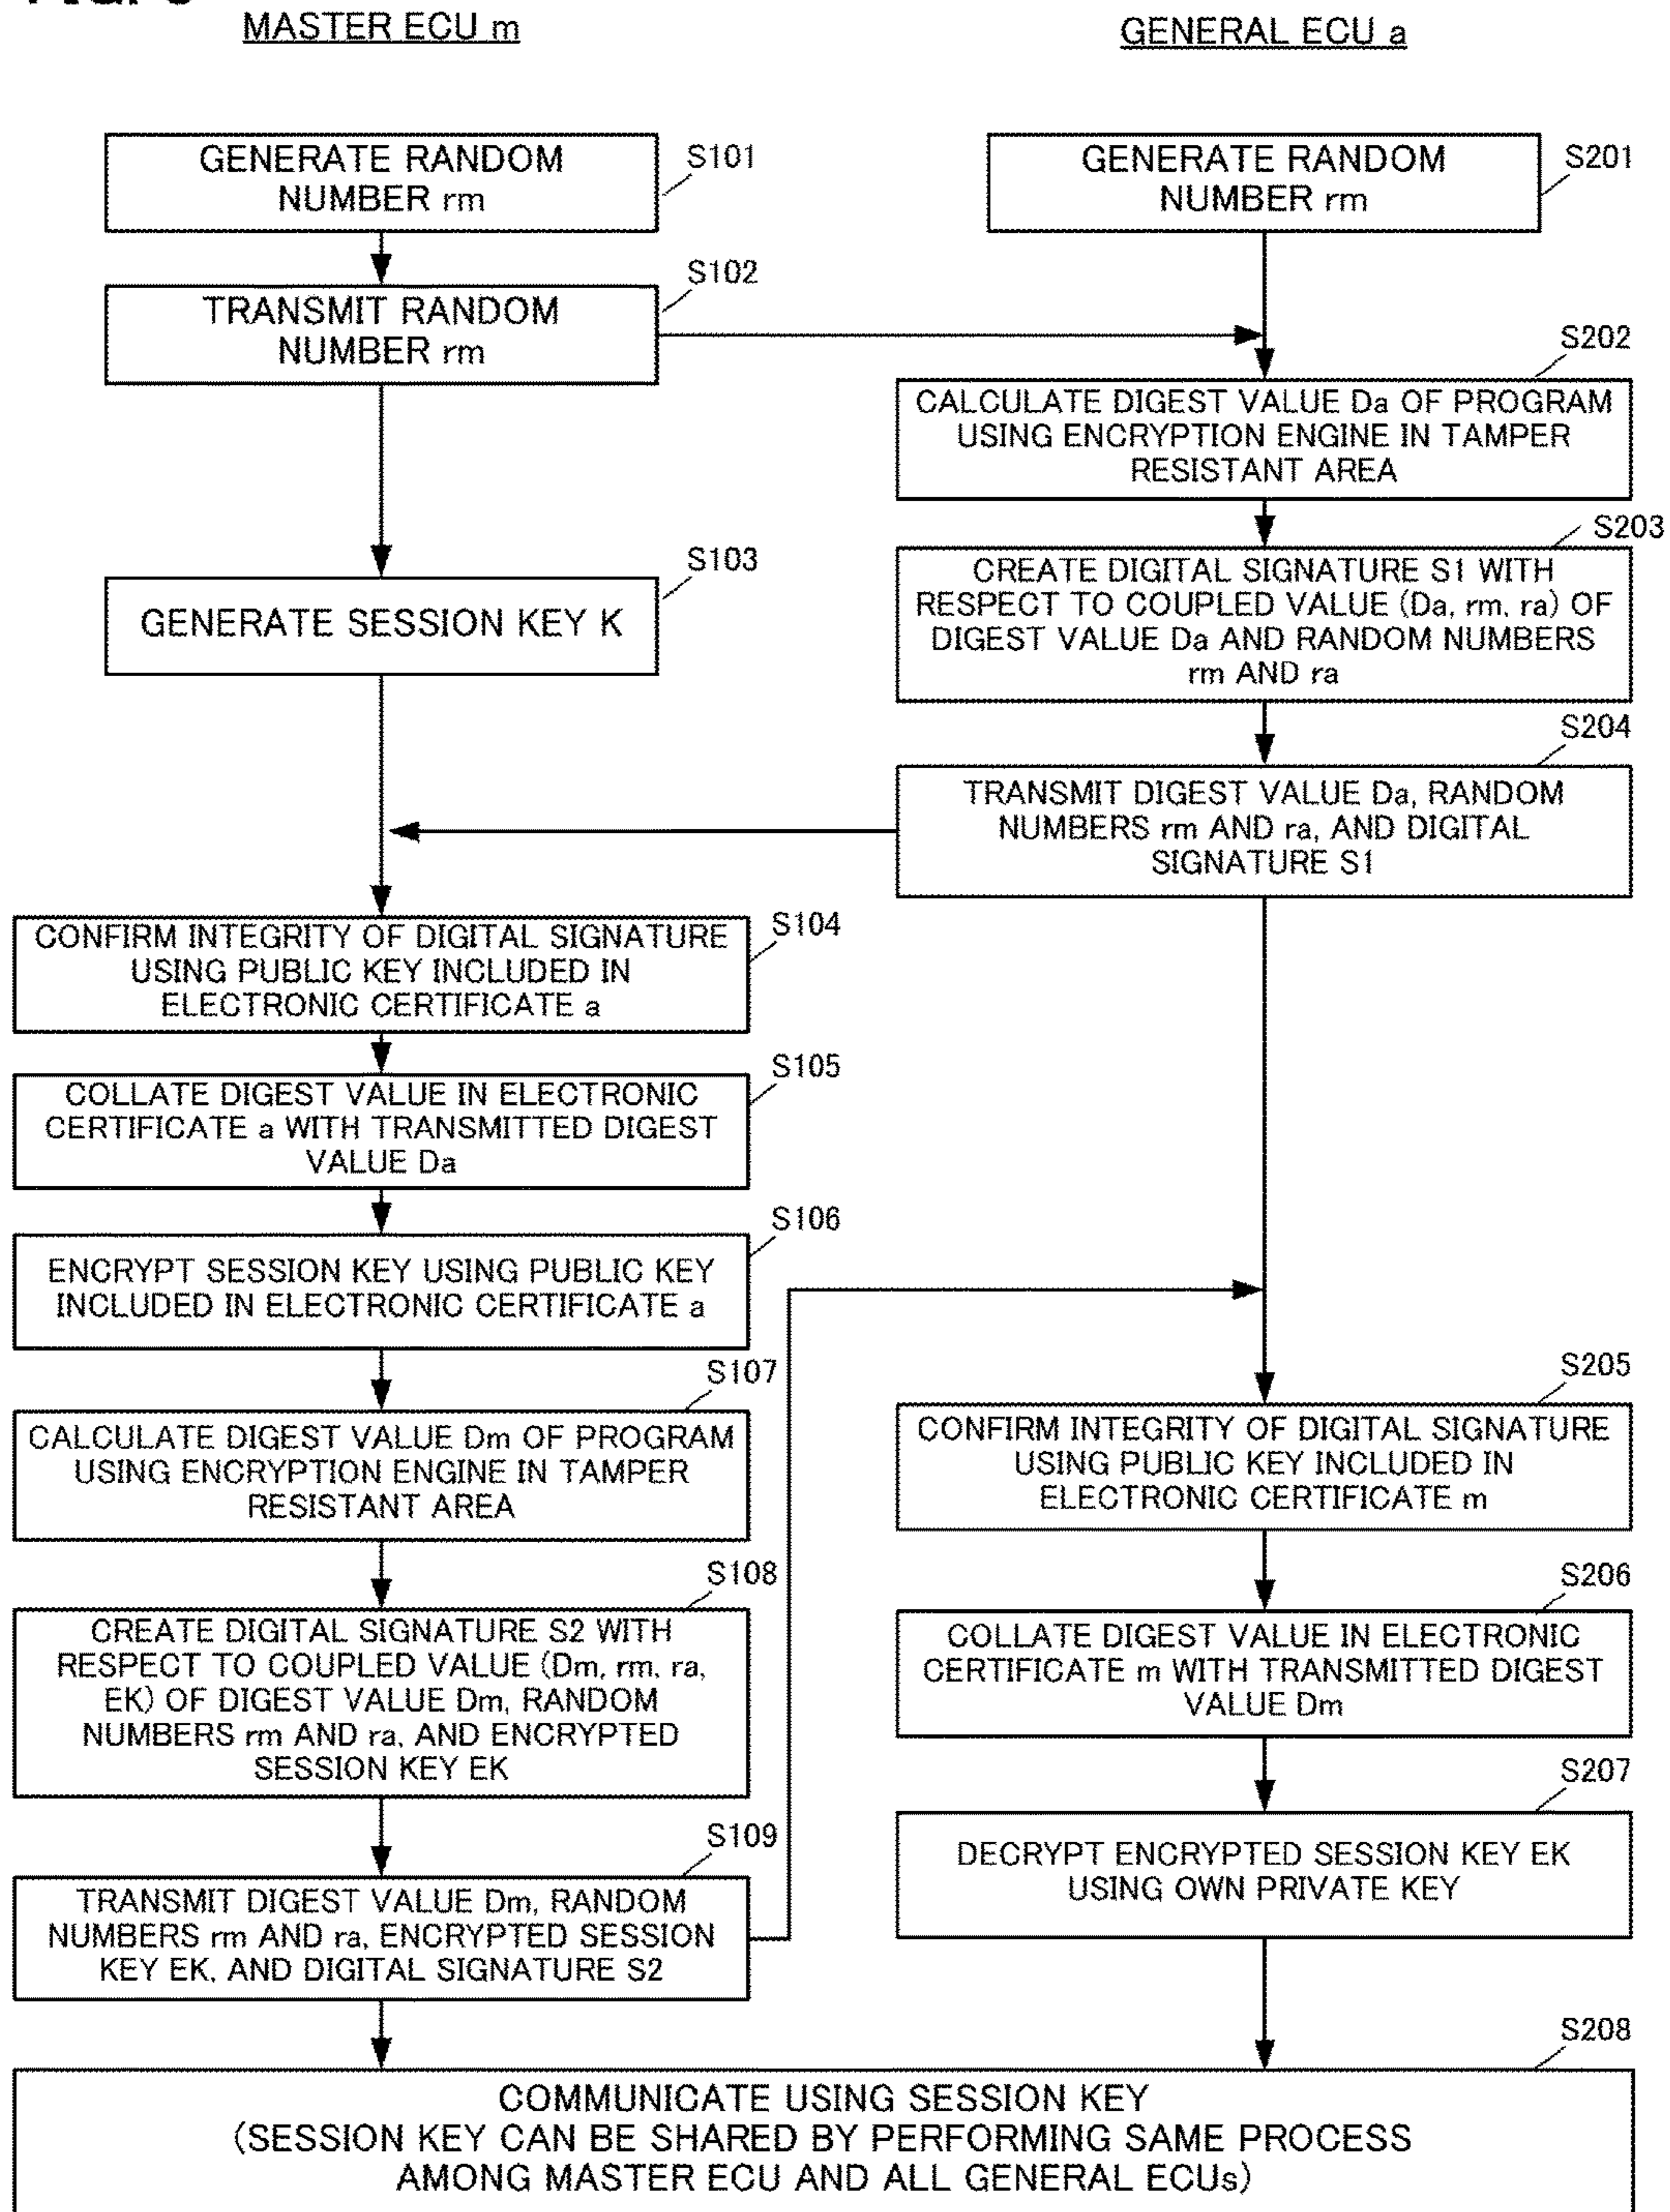 MASTER ECU m
GENERAL ECU a
GENERATE RANDOM
NUMBER rm
S101
GENERATE RANDOM
NUMBER rm
S201
TRANSMIT RANDOM
NUMBER rm
S102
S202
CALCULATE DIGEST VALUE Da OF PROGRAM
USING ENCRYPTION ENGINE IN TAMPER
RESISTANT AREA
S203
CREATE DIGITAL SIGNATURE S1 WITH
RESPECT TO COUPLED VALUE (Da, rm, ra) OF
DIGEST VALUE Da AND RANDOM NUMBERS
rm AND ra
S103
GENERATE SESSION KEY K
S204
TRANSMIT DIGEST VALUE Da, RANDOM
NUMBERS rm AND ra, AND DIGITAL
SIGNATURE S1
S104
CONFIRM INTEGRITY OF DIGITAL SIGNATURE
USING PUBLIC KEY INCLUDED IN
ELECTRONIC CERTIFICATE a
S105
COLLATE DIGEST VALUE IN ELECTRONIC
CERTIFICATE a WITH TRANSMITTED DIGEST
VALUE Da
S106
ENCRYPT SESSION KEY USING PUBLIC KEY
INCLUDED IN ELECTRONIC CERTIFICATE a
S107
CALCULATE DIGEST VALUE Dm OF PROGRAM
USING ENCRYPTION ENGINE IN TAMPER
RESISTANT AREA
S205
CONFIRM INTEGRITY OF DIGITAL SIGNATURE
USING PUBLIC KEY INCLUDED IN
ELECTRONIC CERTIFICATE m
S108
CREATE DIGITAL SIGNATURE S2 WITH
RESPECT TO COUPLED VALUE (Dm, rm, ra,
EK) OF DIGEST VALUE Dm, RANDOM
NUMBERS rm AND ra, AND ENCRYPTED
SESSION KEY EK
S206
COLLATE DIGEST VALUE IN ELECTRONIC
CERTIFICATE m WITH TRANSMITTED DIGEST
VALUE Dm
S109
TRANSMIT DIGEST VALUE Dm, RANDOM
NUMBERS rm AND ra, ENCRYPTED SESSION
KEY EK, AND DIGITAL SIGNATURE S2
S207
DECRYPT ENCRYPTED SESSION KEY EK
USING OWN PRIVATE KEY
S208
COMMUNICATE USING SESSION KEY
(SESSION KEY CAN BE SHARED BY PERFORMING SAME PROCESS
AMONG MASTER ECU AND ALL GENERAL ECUs)